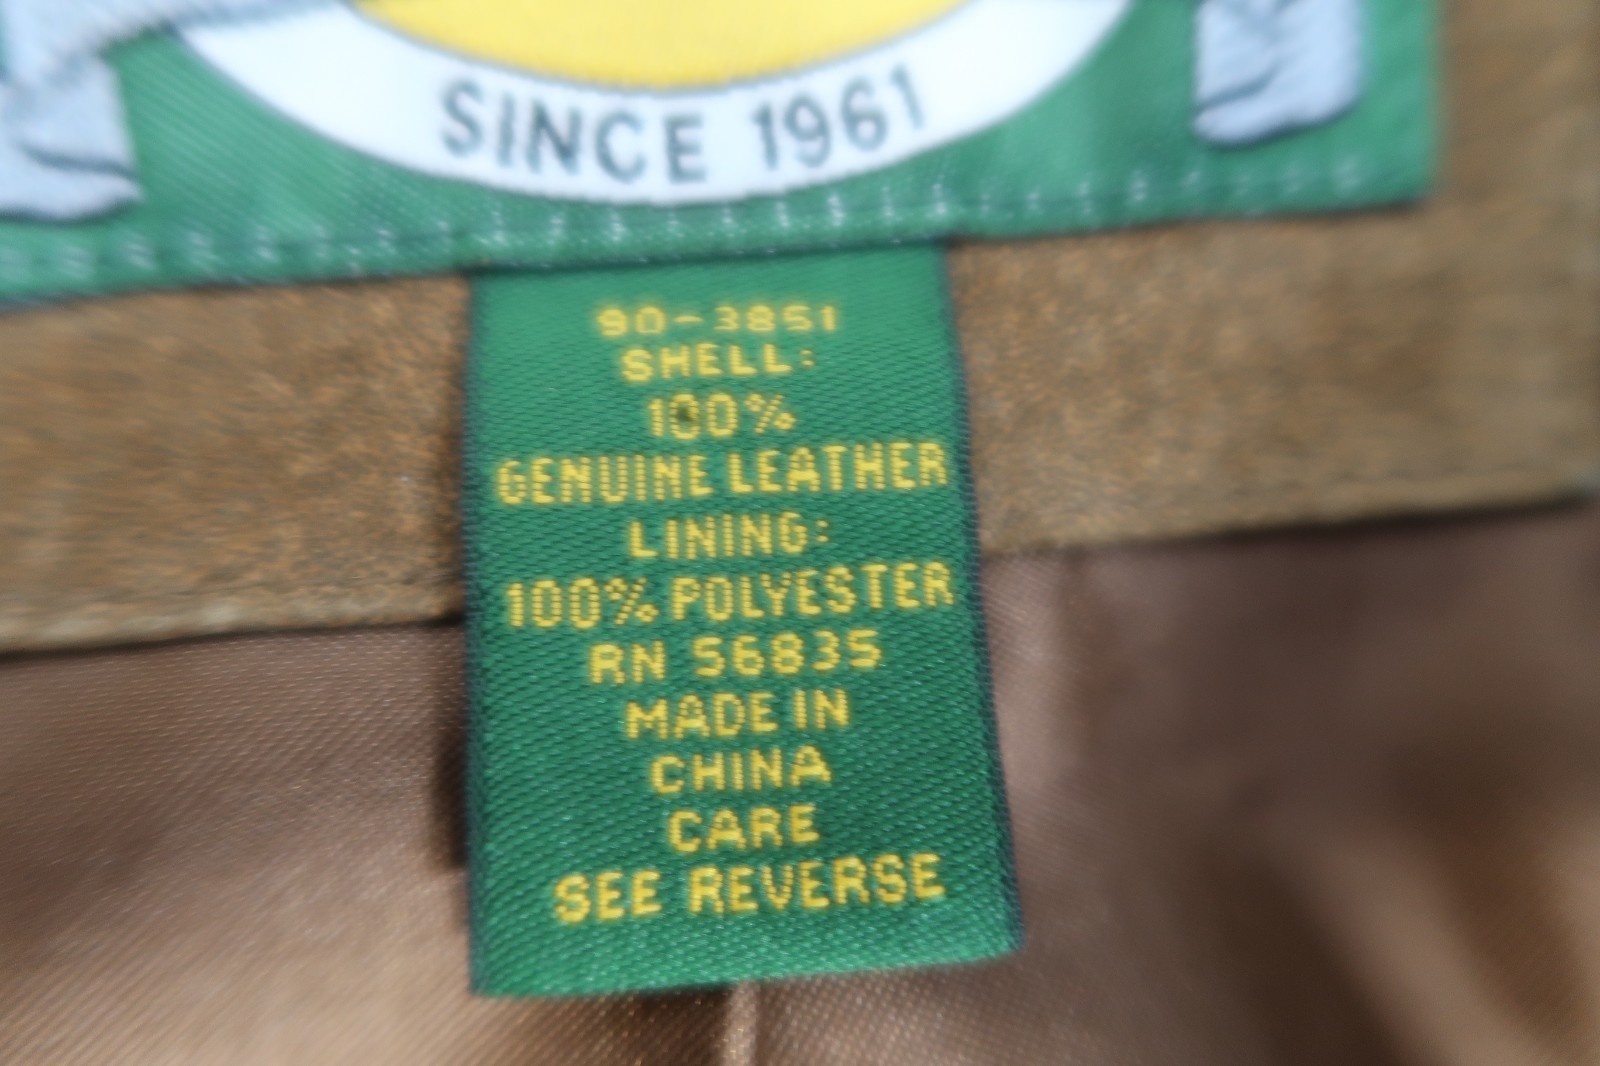 SINCE 1961
90-3851
SHELL:
100%
GENUINE LEATHER
LINING:
100% POLYESTER
RN 56835
MADE IN
CHINA
CARE
SEE REVERSE